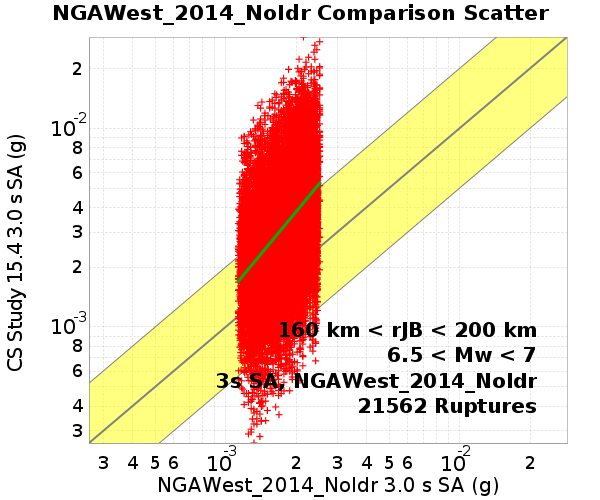 NGAWest_2014_NoIdr Comparison Scatter
CS Study 15.4 3.0 s SA (g)
2
10-2
8
6
4
3
2
10-3
8
6
4
3
160 km < rJB < 200 km
6.5 < Mw < 7
3s SA, NGAWest_2014_NoIdr
21562 Ruptures
3 4 5 6 10-3 2 3 4 5 6 10-2 2
NGAWest_2014_NoIdr 3.0 s SA (g)